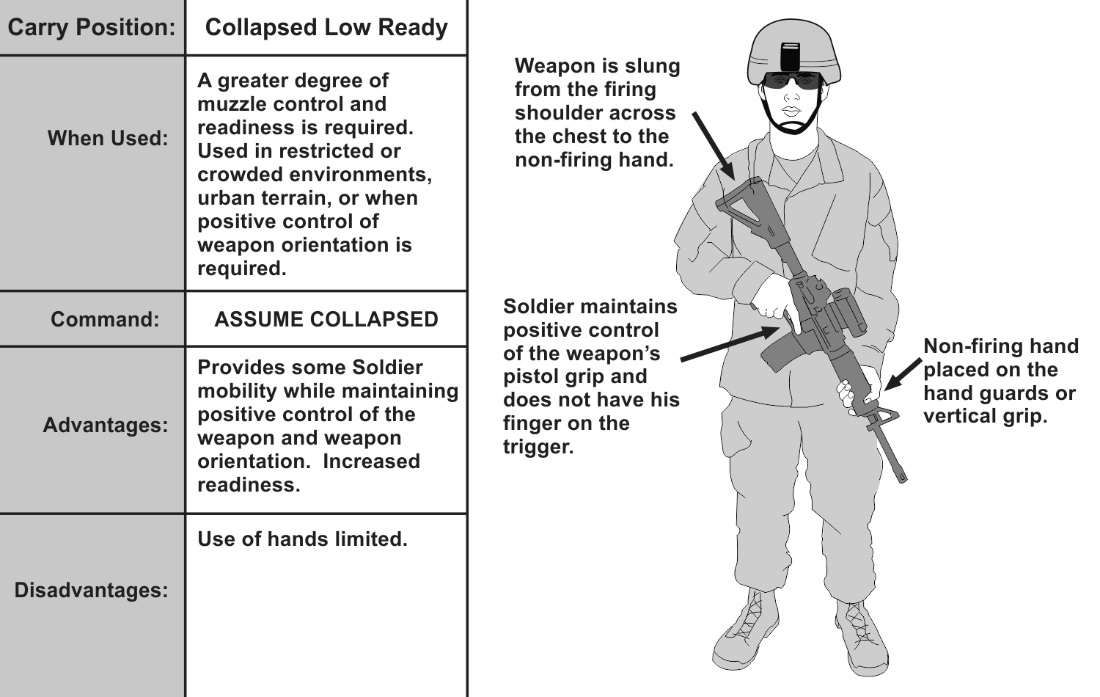 Carry Position:
Collapsed Low Ready
When Used:
A greater degree of
muzzle control and
readiness is required.
Used in restricted or
crowded environments,
urban terrain, or when
positive control of
weapon orientation is
required.
Command:
ASSUME COLLAPSED
Advantages:
Provides some Soldier
mobility while maintaining
positive control of the
weapon and weapon
orientation.  Increased
readiness.
Disadvantages:
Use of hands limited.
Weapon is slung
from the firing
shoulder across
the chest to the
non-firing hand.
Soldier maintains
positive control
of the weapon's
pistol grip and
does not have his
finger on the
trigger.
Non-firing hand
placed on the
hand guards or
vertical grip.